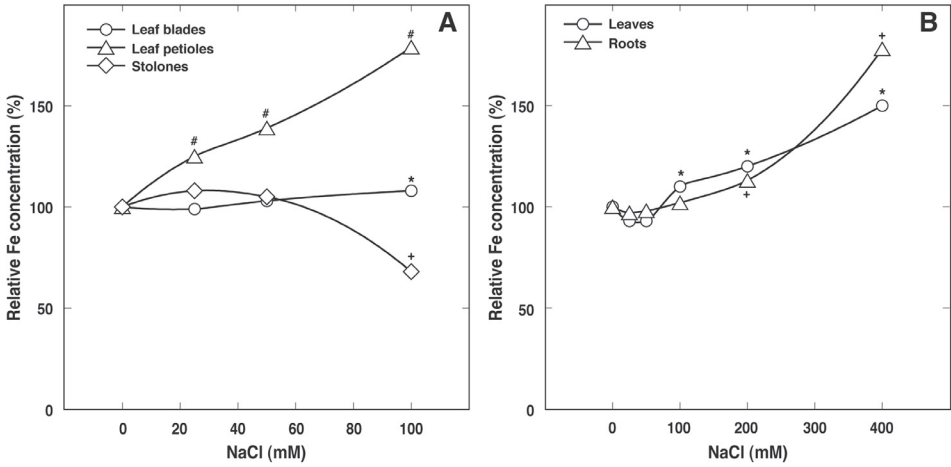 A
Leaf blades
Leaf petioles
Stolones
#
#
#
*
+
150
100
50
0
Relative Fe concentration (%)
0 20 40 60 80 100
NaCl (mM)
B
Leaves
Roots
+
*
*
*
+
150
100
50
0
Relative Fe concentration (%)
0 100 200 300 400
NaCl (mM)